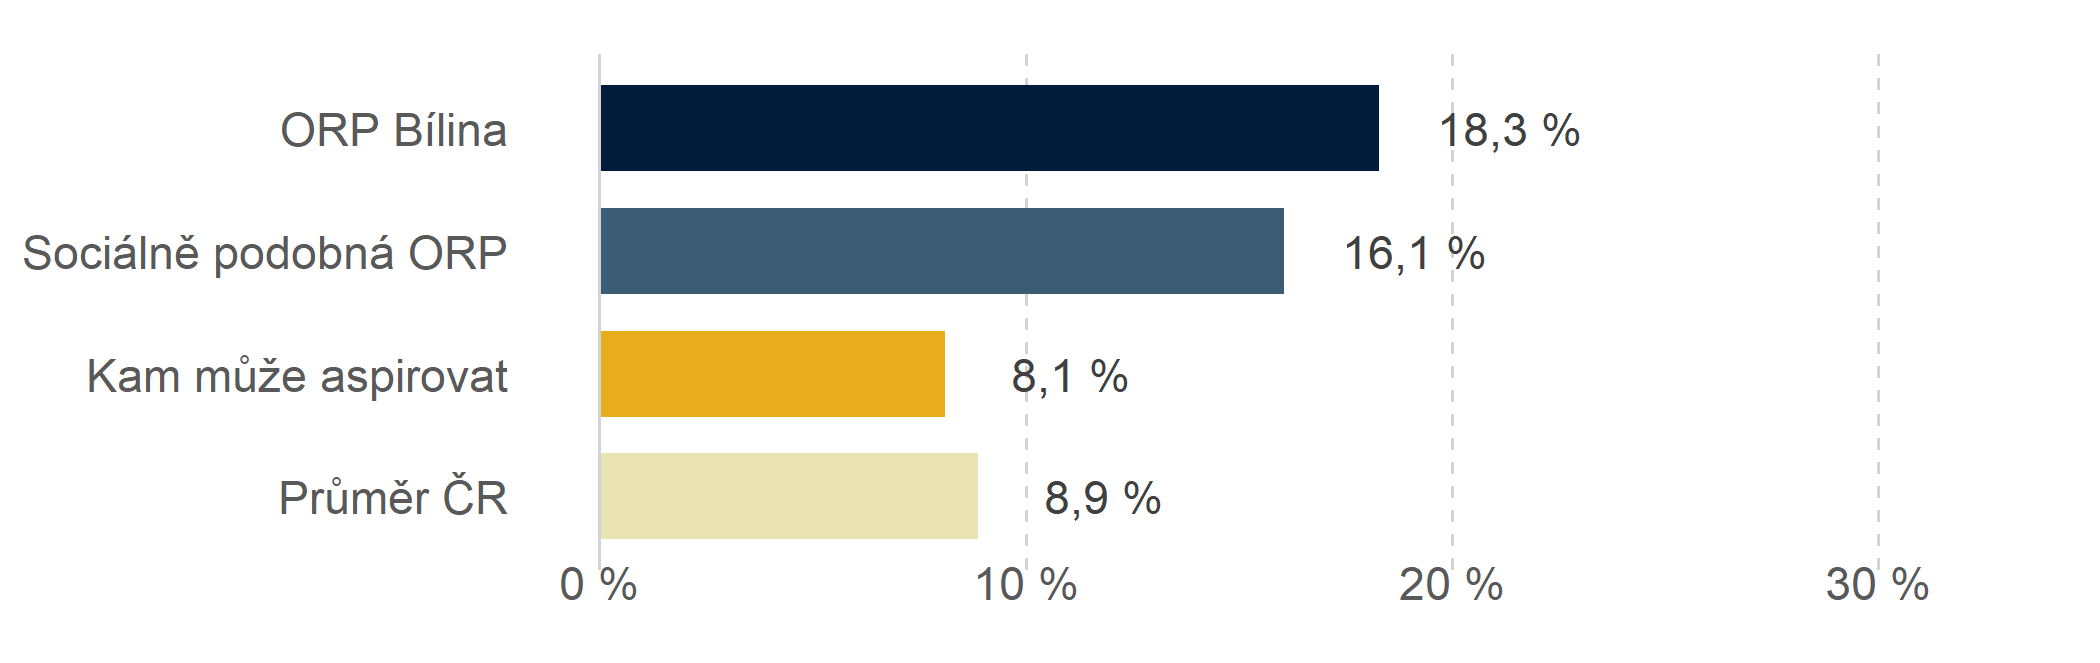 ORP Bílina
18,3 %
Sociálně podobná ORP
16,1 %
Kam může aspirovat
8,1 %
Průměr ČR
8,9 %
0 %
10 %
20 %
30 %